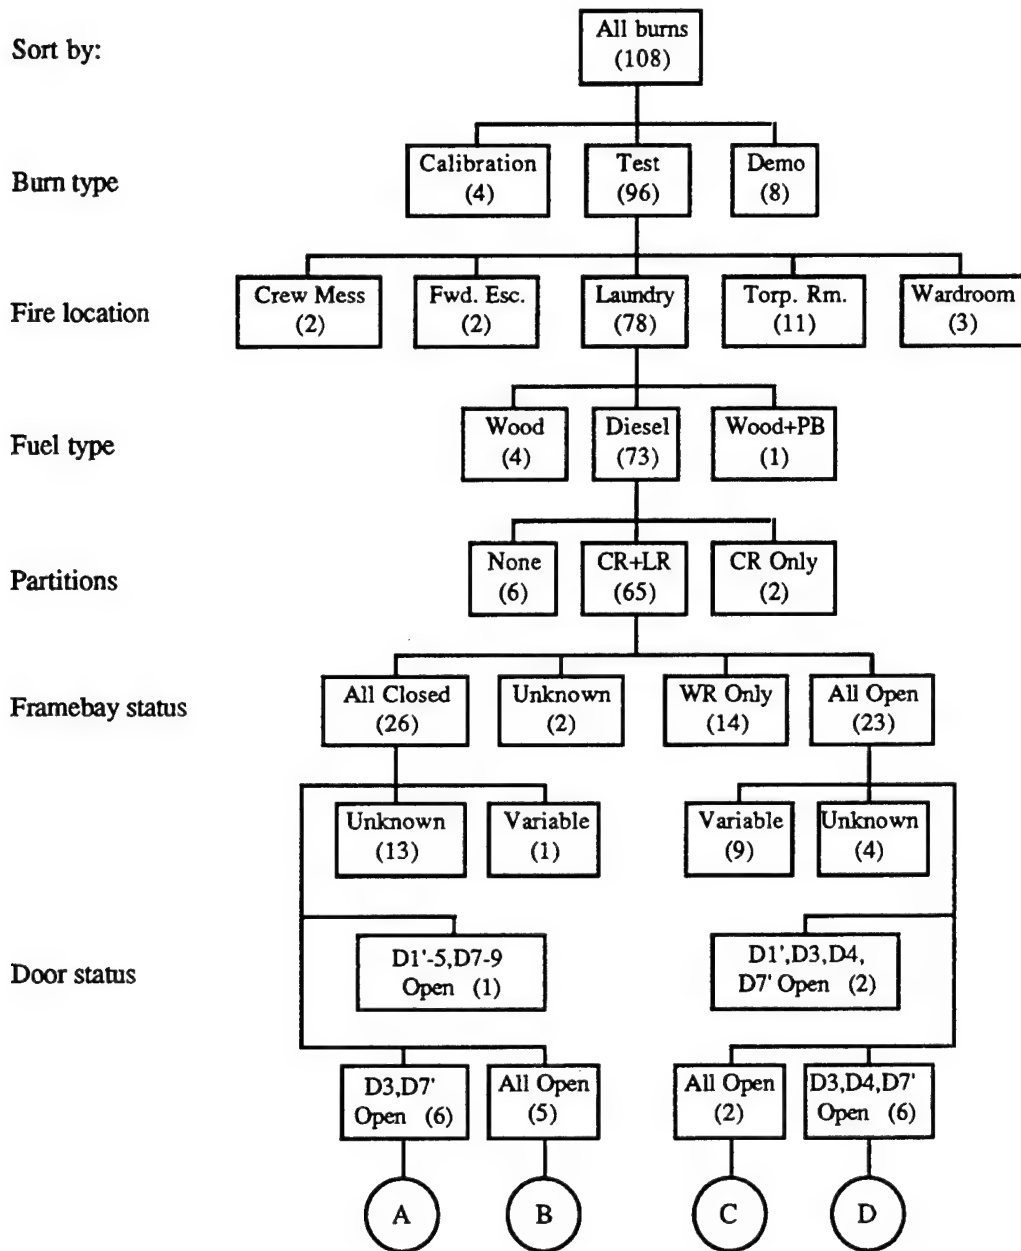 Sort by:
All burns
(108)
Burn type
Calibration
(4)
Test
(96)
Demo
(8)
Fire location
Crew Mess
(2)
Fwd. Esc.
(2)
Laundry
(78)
Torp. Rm.
(11)
Wardroom
(3)
Fuel type
Wood
(4)
Diesel
(73)
Wood+PB
(1)
Partitions
None
(6)
CR+LR
(65)
CR Only
(2)
Framebay status
All Closed
(26)
Unknown
(2)
WR Only
(14)
All Open
(23)
Unknown
(13)
Variable
(1)
Variable
(9)
Unknown
(4)
Door status
D1'-5,D7-9
Open (1)
D1',D3,D4,
D7' Open (2)
D3,D7'
Open (6)
All Open
(5)
All Open
(2)
D3,D4,D7'
Open (6)
A
B
C
D